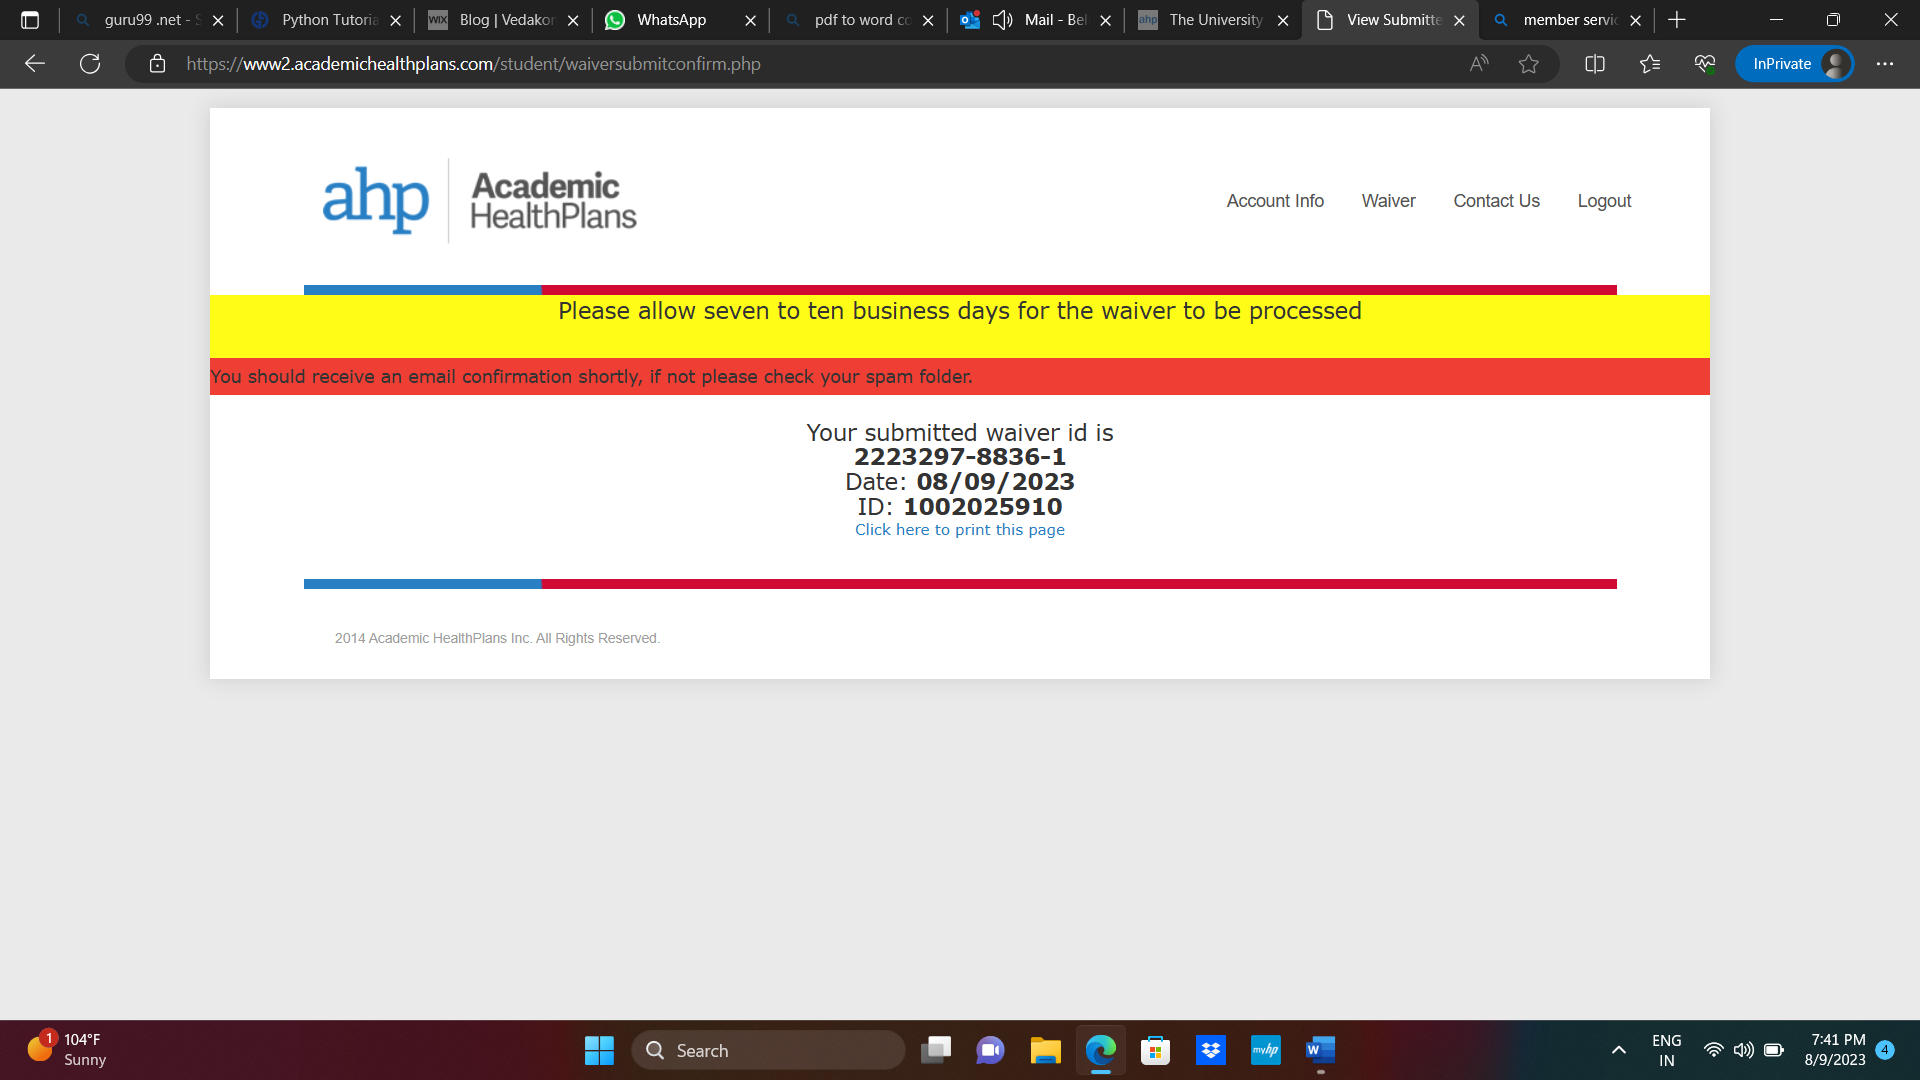 guru99 .net - S
Python Tutoria
WIX
Blog | Vedakor
WhatsApp
pdf to word co
Mail - Bel
ahp
The University
View Submitte
member servic
https://www2.academichealthplans.com/student/waiversubmitconfirm.php
InPrivate
ahp
Academic
HealthPlans
Account Info
Waiver
Contact Us
Logout
Please allow seven to ten business days for the waiver to be processed
You should receive an email confirmation shortly, if not please check your spam folder.
Your submitted waiver id is
2223297-8836-1
Date: 08/09/2023
ID: 1002025910
Click here to print this page
2014 Academic HealthPlans Inc. All Rights Reserved.
1
104°F
Sunny
Search
myhp
W
ENG
IN
7:41 PM
8/9/2023
4